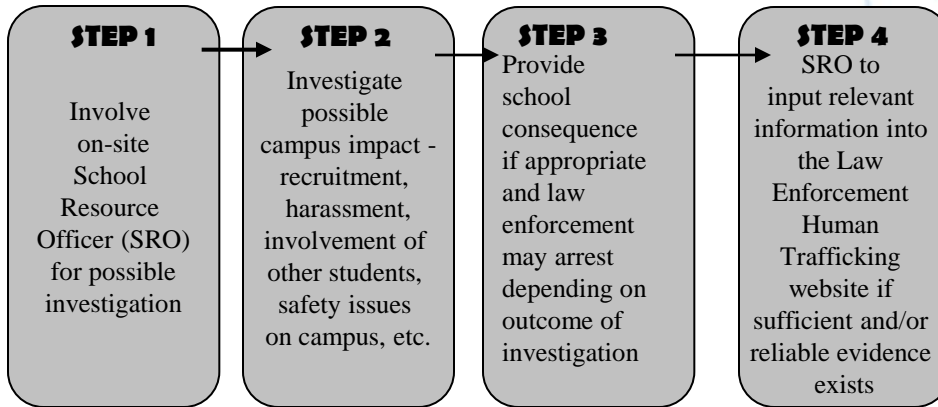 STEP 1
Involve
on-site
School
Resource
Officer (SRO)
for possible
investigation
STEP 2
Investigate
possible
campus impact -
recruitment,
harassment,
involvement of
other students,
safety issues
on campus, etc.
STEP 3
Provide
school
consequence
if appropriate
and law
enforcement
may arrest
depending on
outcome of
investigation
STEP 4
SRO to
input relevant
information into
the Law
Enforcement
Human
Trafficking
website if
sufficient and/or
reliable evidence
exists